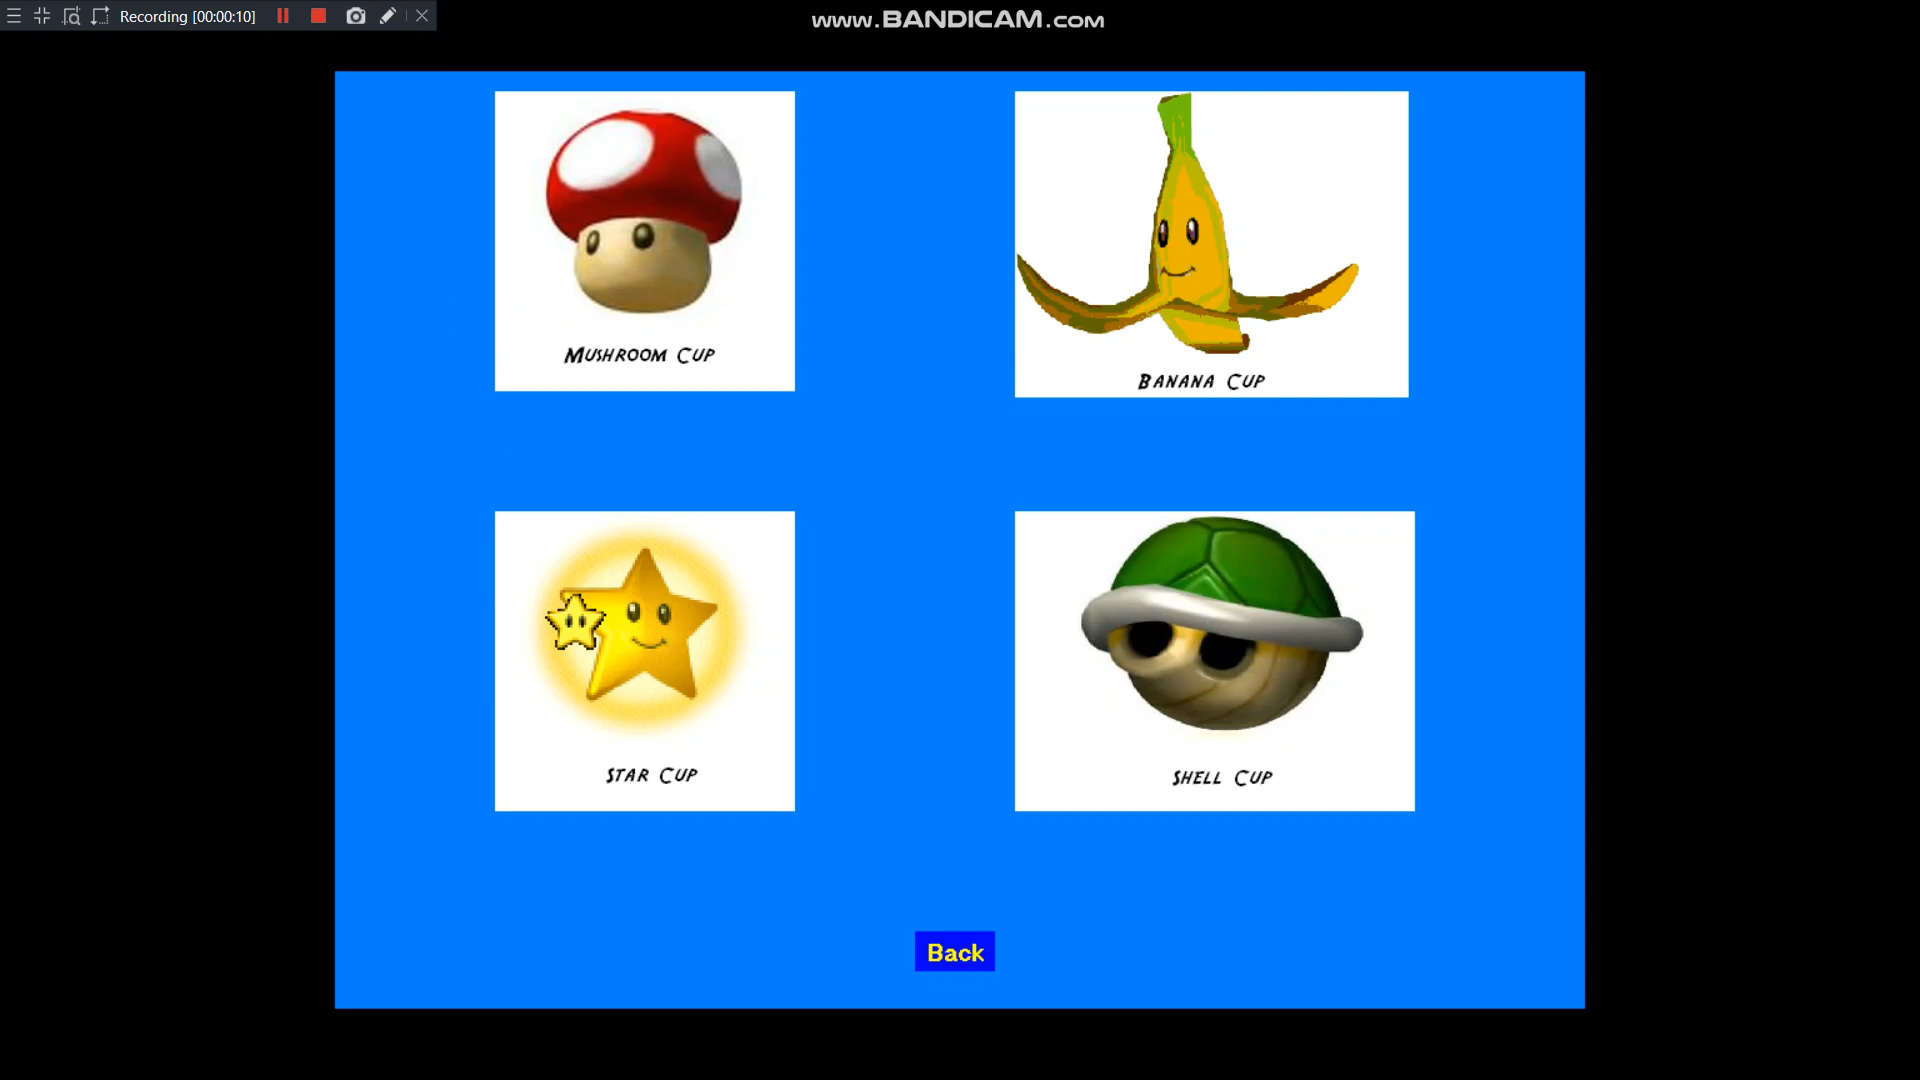 Recording [00:00:10]
www.BANDICAM.com
MUSHROOM CUP
BANANA CUP
STAR CUP
SHELL CUP
Back